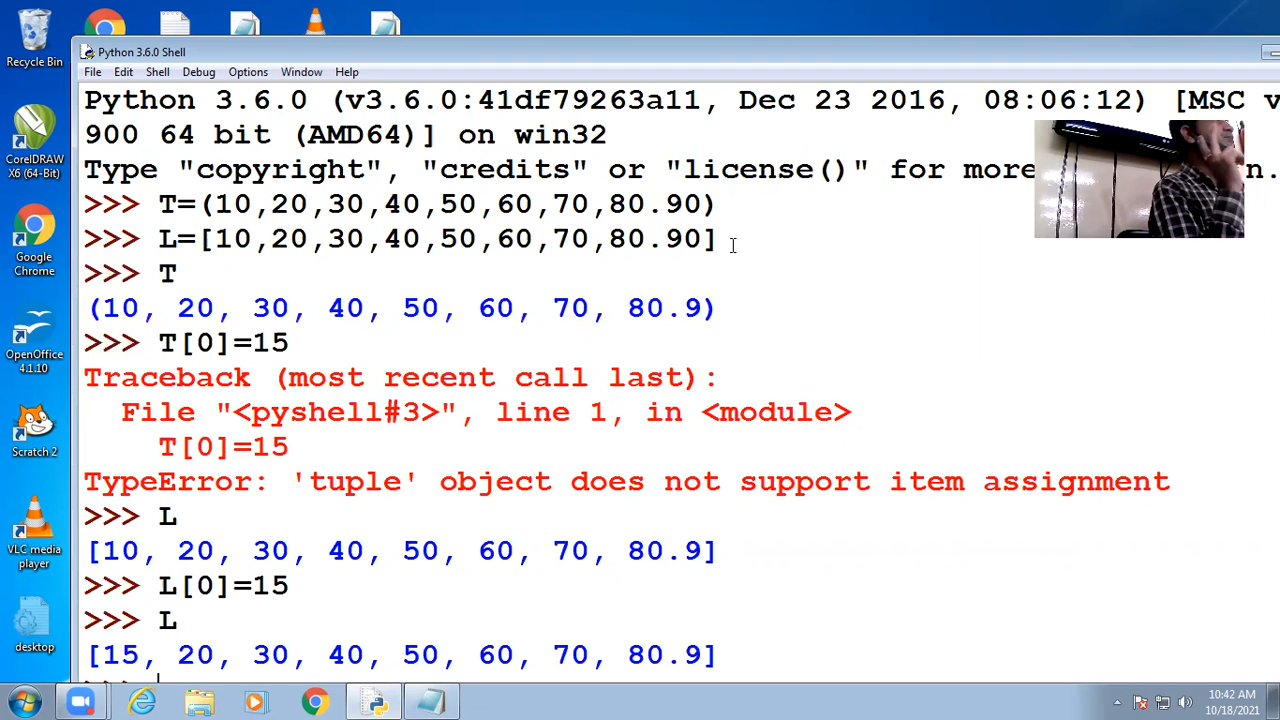 Recycle Bin
CorelDRAW
X6 (64-Bit)
Google
Chrome
OpenOffice
4.1.10
Scratch 2
VLC media
player
desktop
Python 3.6.0 Shell
File Edit Shell Debug Options Window Help
Python 3.6.0 (v3.6.0:41df79263a11, Dec 23 2016, 08:06:12) [MSC v
900 64 bit (AMD64)] on win32
Type "copyright", "credits" or "license()" for more n.
>>> T=(10,20,30,40,50,60,70,80.90)
>>> L=[10,20,30,40,50,60,70,80.90]
>>> T
(10, 20, 30, 40, 50, 60, 70, 80.9)
>>> T[0]=15
Traceback (most recent call last):
File "<pyshell#3>", line 1, in <module>
T[0]=15
TypeError: 'tuple' object does not support item assignment
>>> L
[10, 20, 30, 40, 50, 60, 70, 80.9]
>>> L[0]=15
>>> L
[15, 20, 30, 40, 50, 60, 70, 80.9]
>>>
10:42 AM
10/18/2021